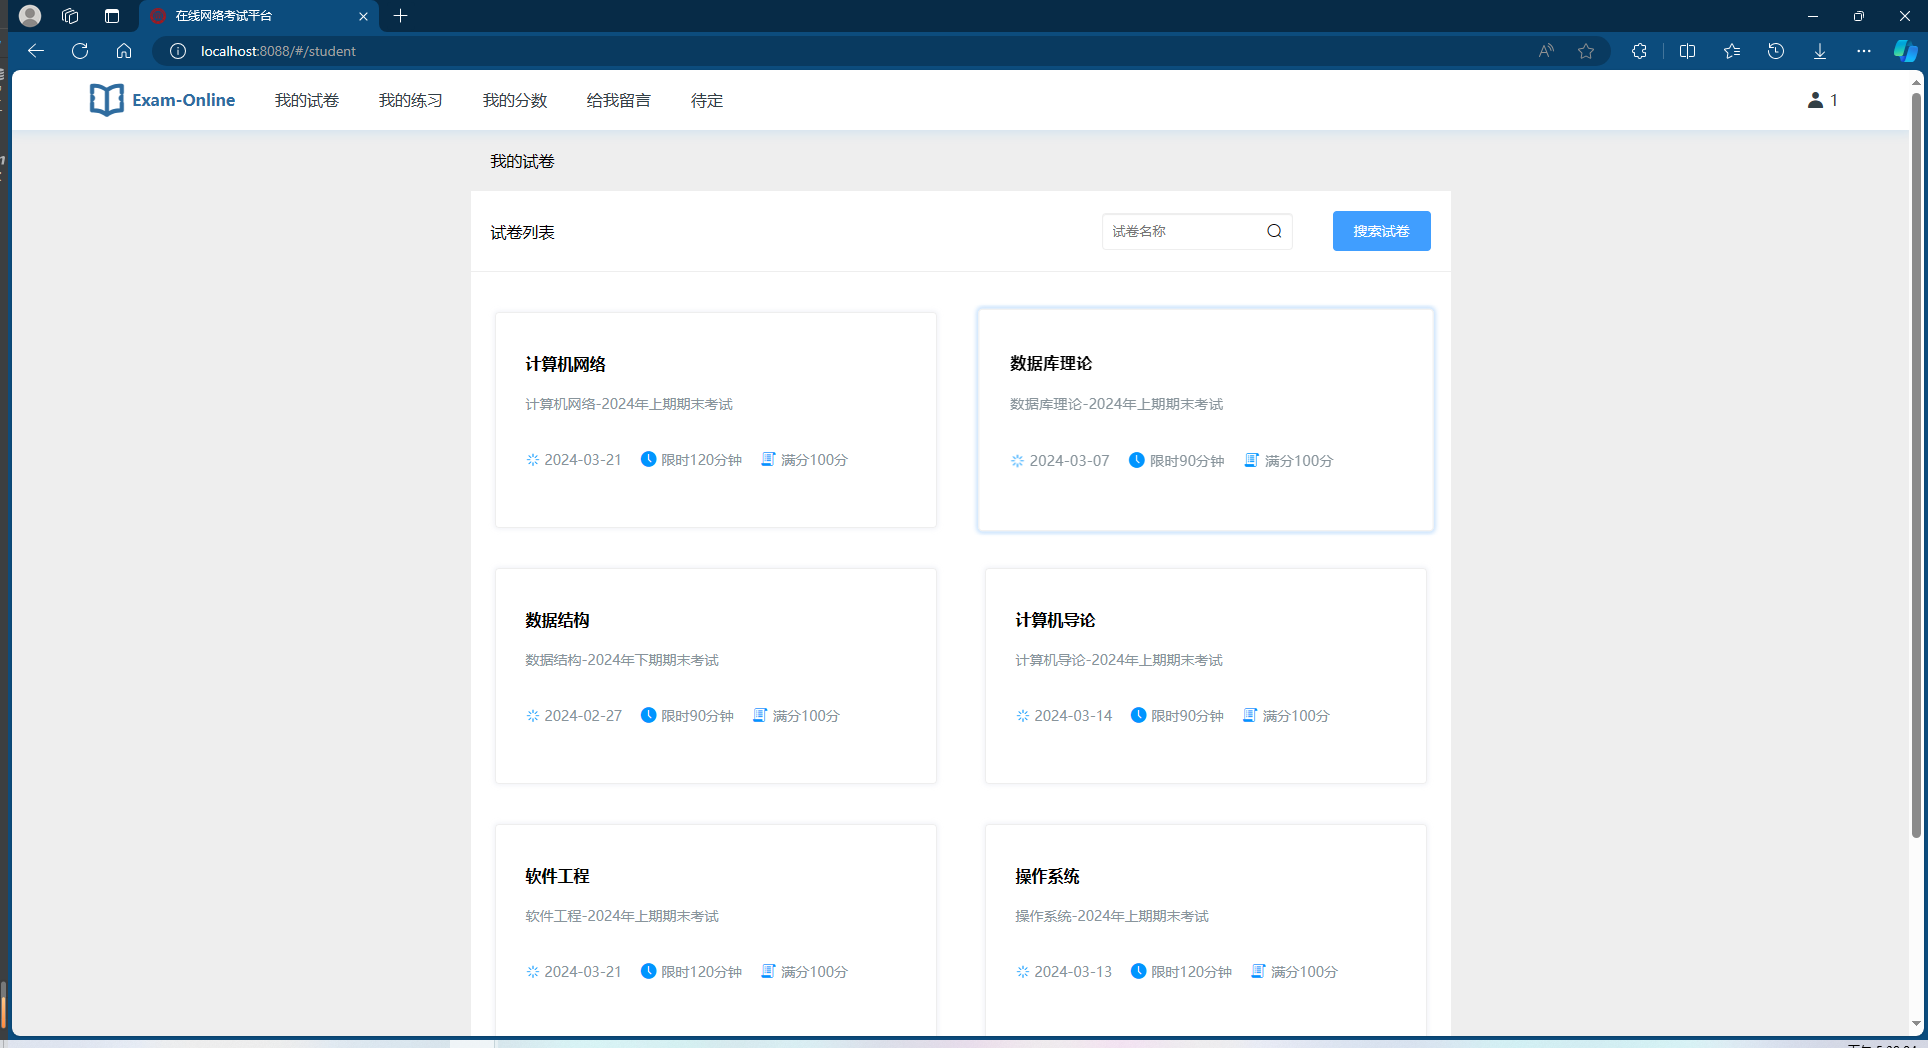 在线网络考试平台
localhost:8088/#/student
Exam-Online 我的试卷 我的练习 我的分数 给我留言 待定 1
我的试卷
试卷列表 试卷名称 搜索试卷
计算机网络
计算机网络-2024年上期期末考试
2024-03-21 限时120分钟 满分100分
数据库理论
数据库理论-2024年上期期末考试
2024-03-07 限时90分钟 满分100分
数据结构
数据结构-2024年下期期末考试
2024-02-27 限时90分钟 满分100分
计算机导论
计算机导论-2024年上期期末考试
2024-03-14 限时90分钟 满分100分
软件工程
软件工程-2024年上期期末考试
2024-03-21 限时120分钟 满分100分
操作系统
操作系统-2024年上期期末考试
2024-03-13 限时120分钟 满分100分